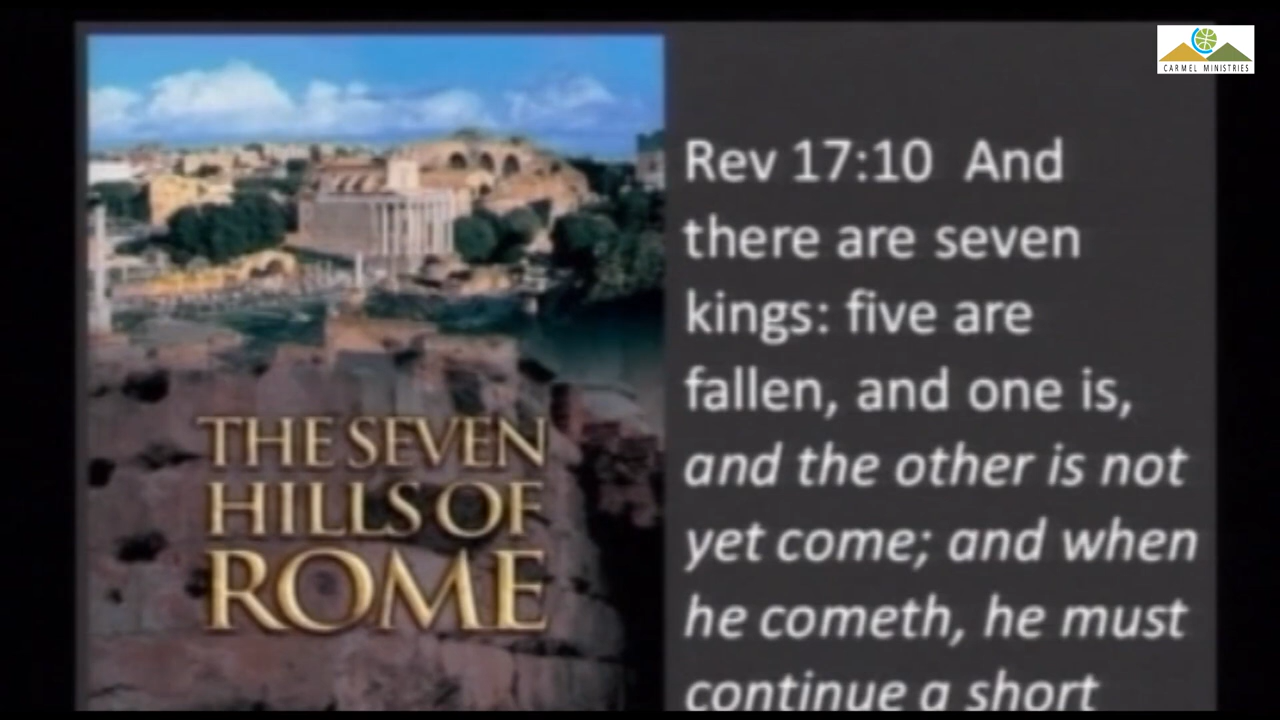 CARMEL MINISTRIES
THE SEVEN
HILLS OF
ROME
Rev 17:10 And
there are seven
kings: five are
fallen, and one is,
and the other is not
yet come; and when
he cometh, he must
continue a short